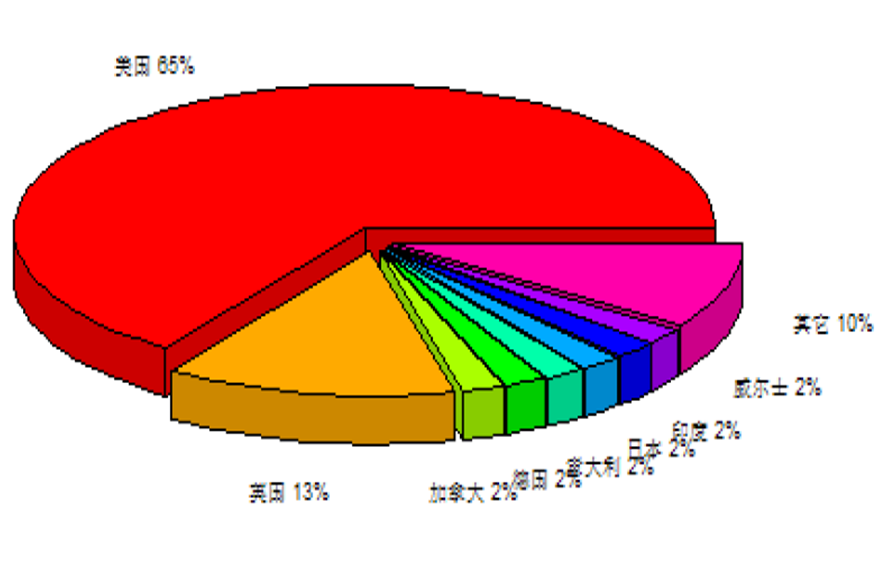 美国 65%
其它 10%
威尔士 2%
印度 2%
日本 2%
意大利 2%
德国 2%
英国 13%
加拿大 2%